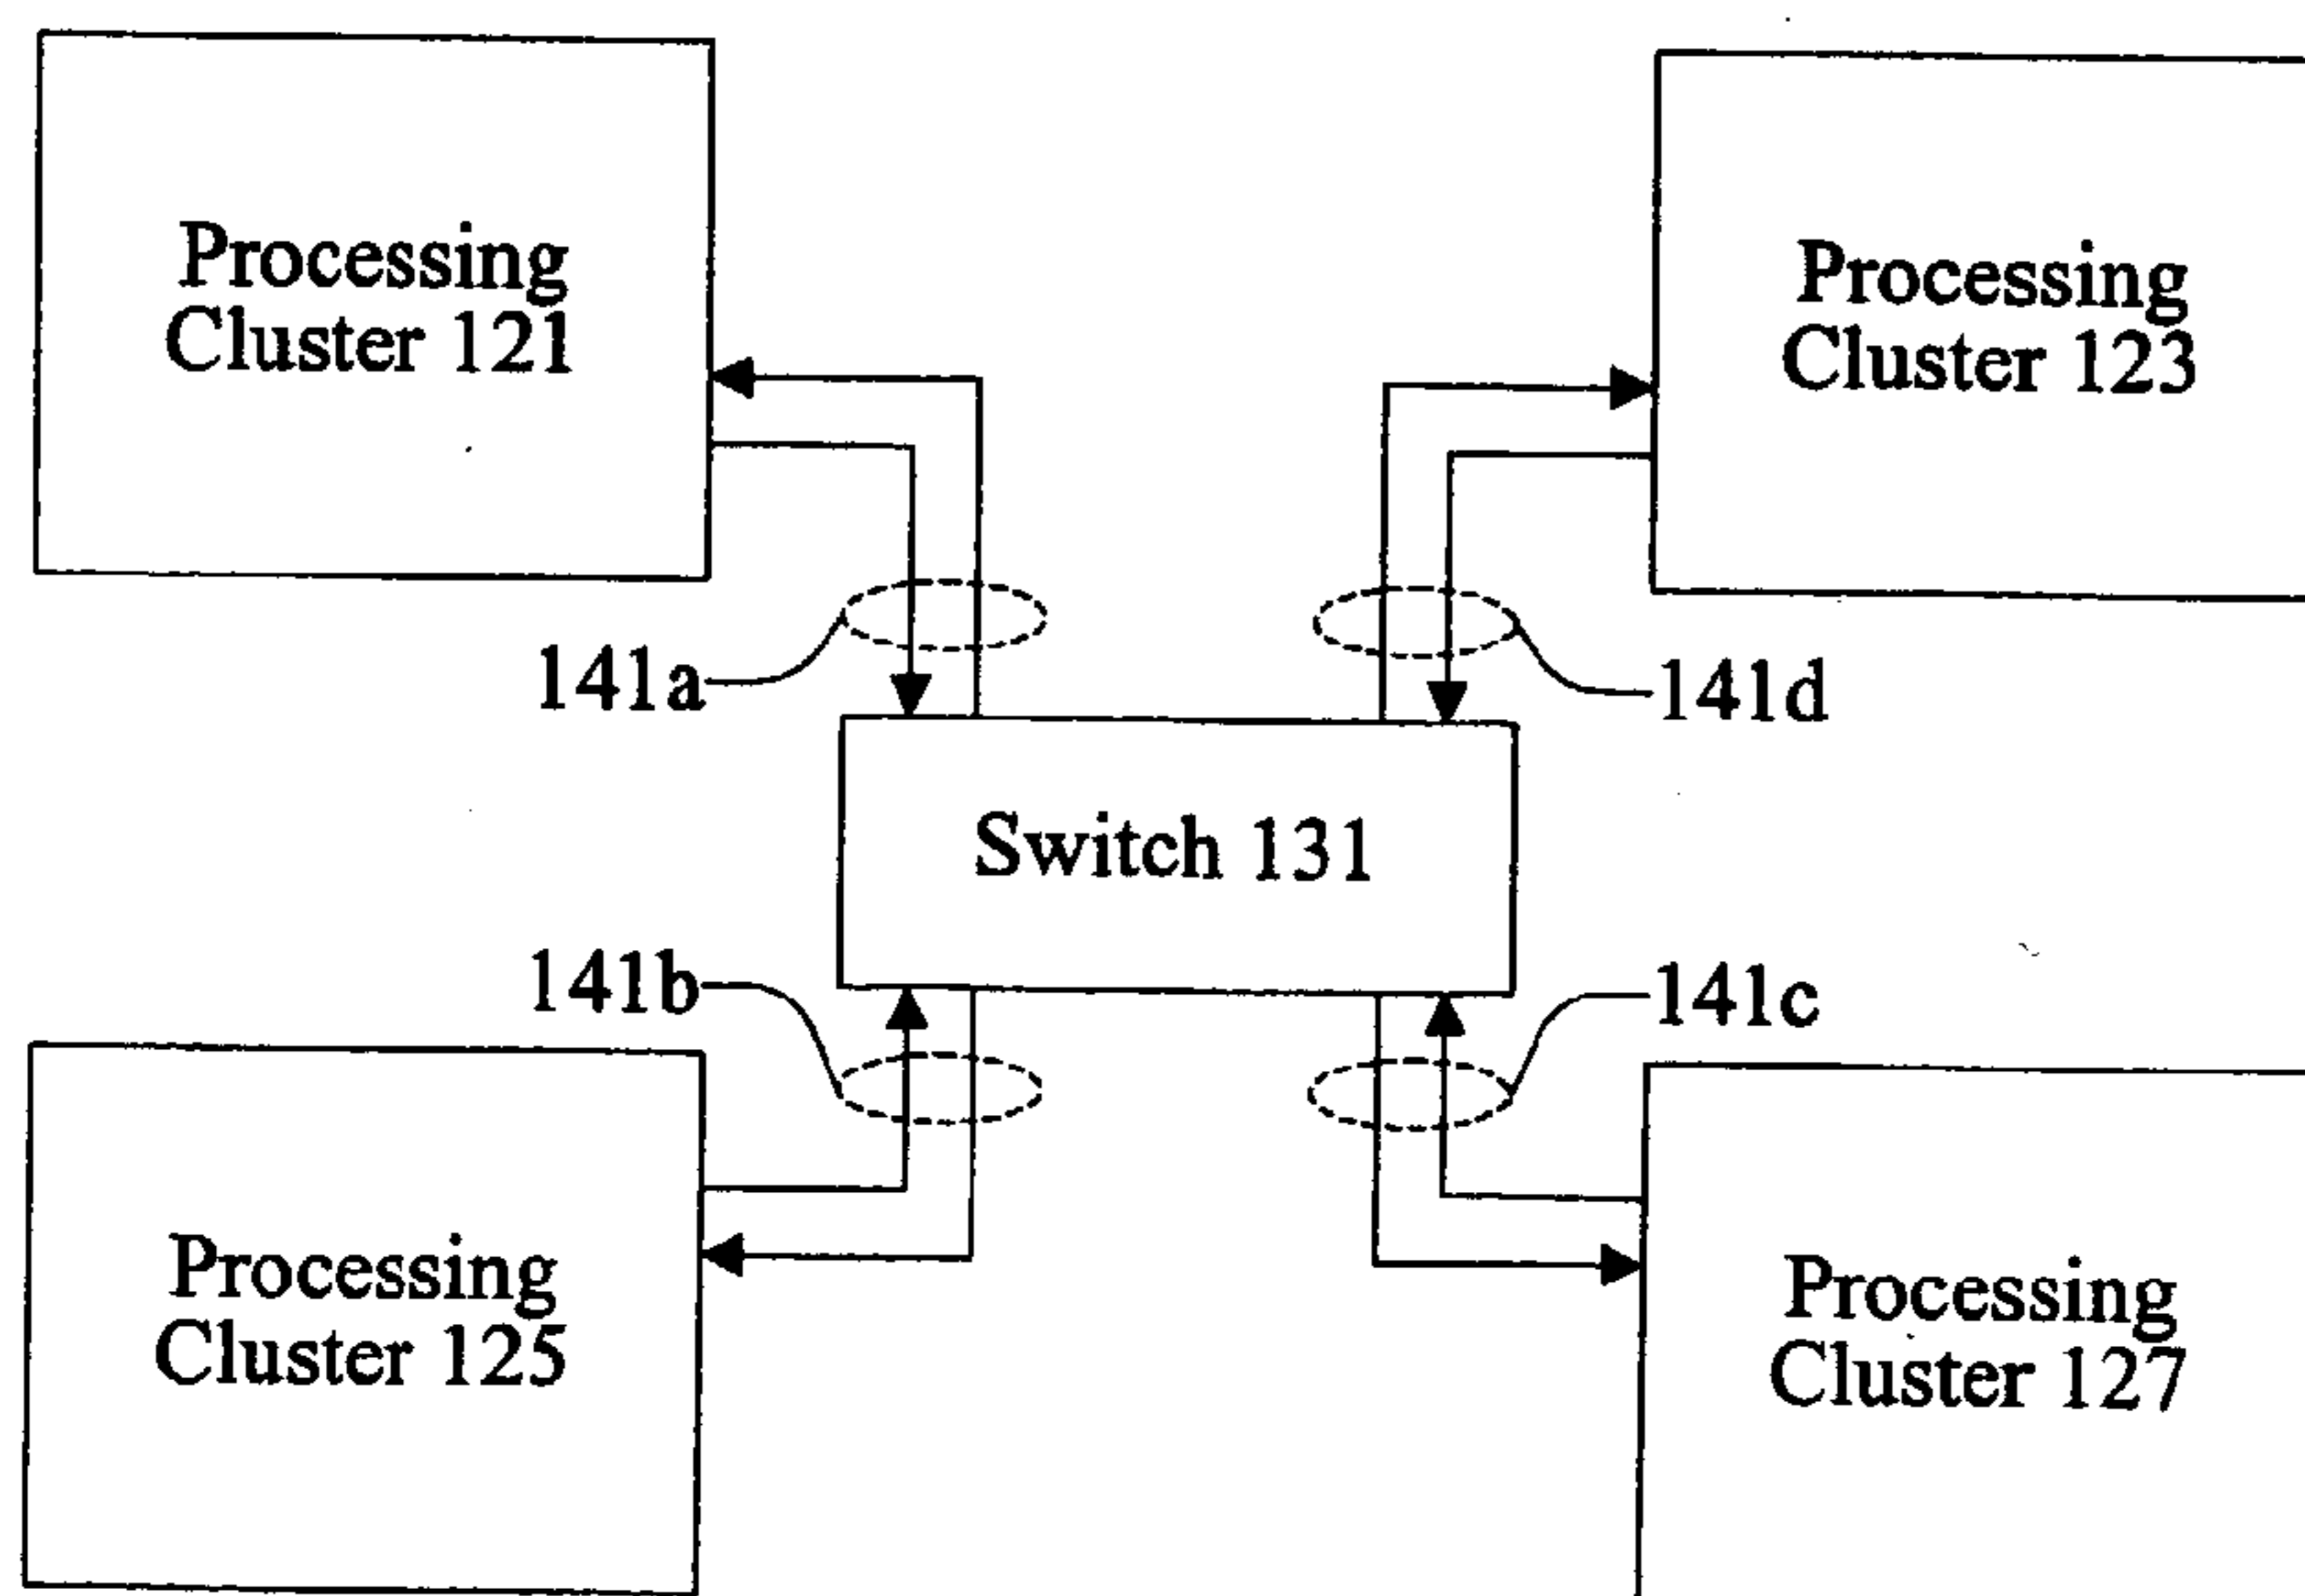 Processing
Cluster 121
Processing
Cluster 123
141a
141d
Switch 131
141b
141c
Processing
Cluster 125
Processing
Cluster 127